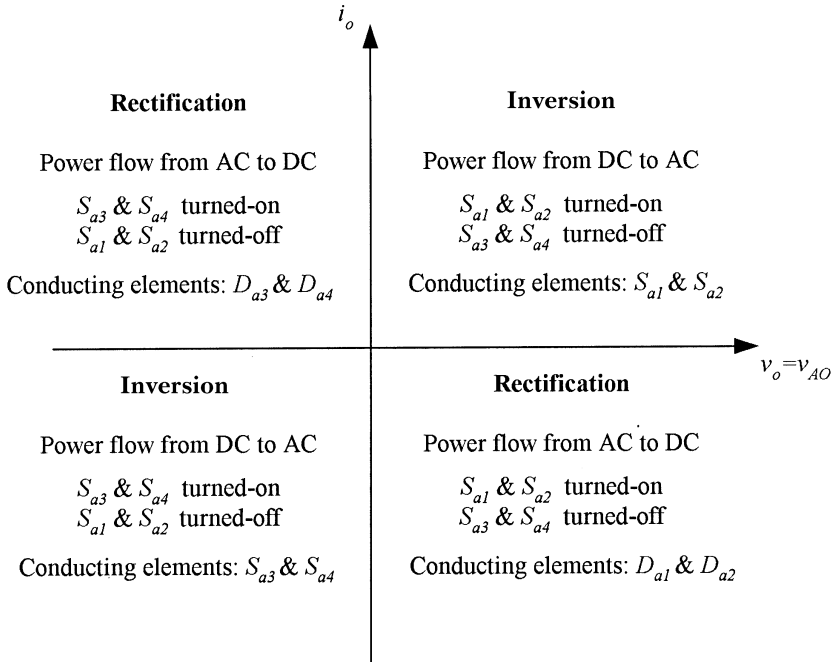 i_o
Rectification
Power flow from AC to DC
S_a3 & S_a4 turned-on
S_a1 & S_a2 turned-off
Conducting elements: D_a3 & D_a4
Inversion
Power flow from DC to AC
S_a1 & S_a2 turned-on
S_a3 & S_a4 turned-off
Conducting elements: S_a1 & S_a2
v_o=v_AO
Inversion
Power flow from DC to AC
S_a3 & S_a4 turned-on
S_a1 & S_a2 turned-off
Conducting elements: S_a3 & S_a4
Rectification
Power flow from AC to DC
S_a1 & S_a2 turned-on
S_a3 & S_a4 turned-off
Conducting elements: D_a1 & D_a2